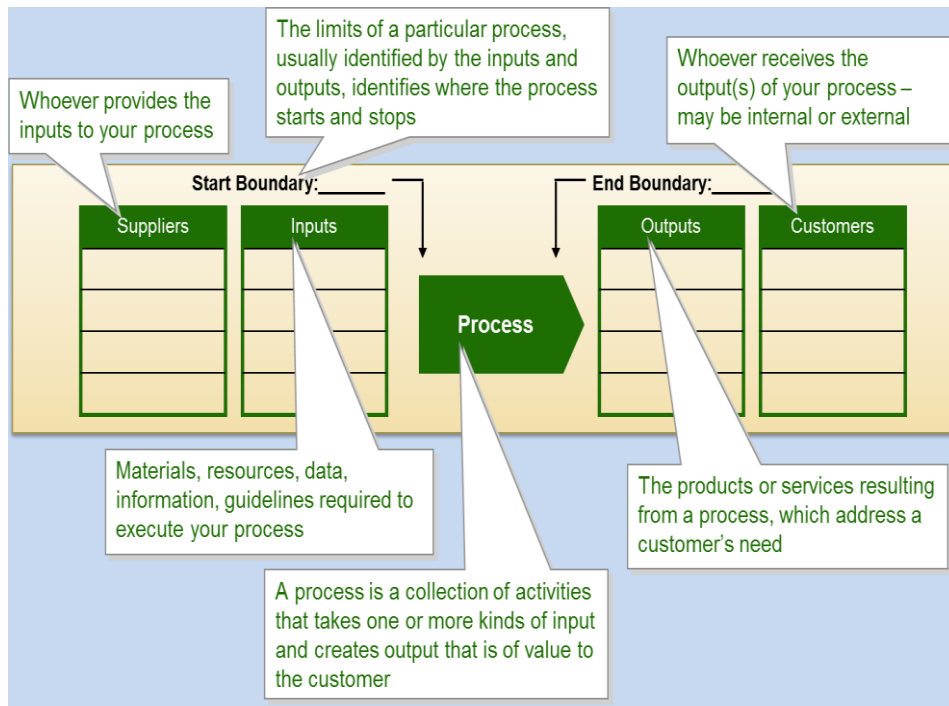 The limits of a particular process,
usually identified by the inputs and
outputs, identifies where the process
starts and stops
Whoever receives the
output(s) of your process –
may be internal or external
Whoever provides the
inputs to your process
Start Boundary:_______
End Boundary:_______
Suppliers
Inputs
Outputs
Customers
Process
Materials, resources, data,
information, guidelines required to
execute your process
The products or services resulting
from a process, which address a
customer's need
A process is a collection of activities
that takes one or more kinds of input
and creates output that is of value to
the customer